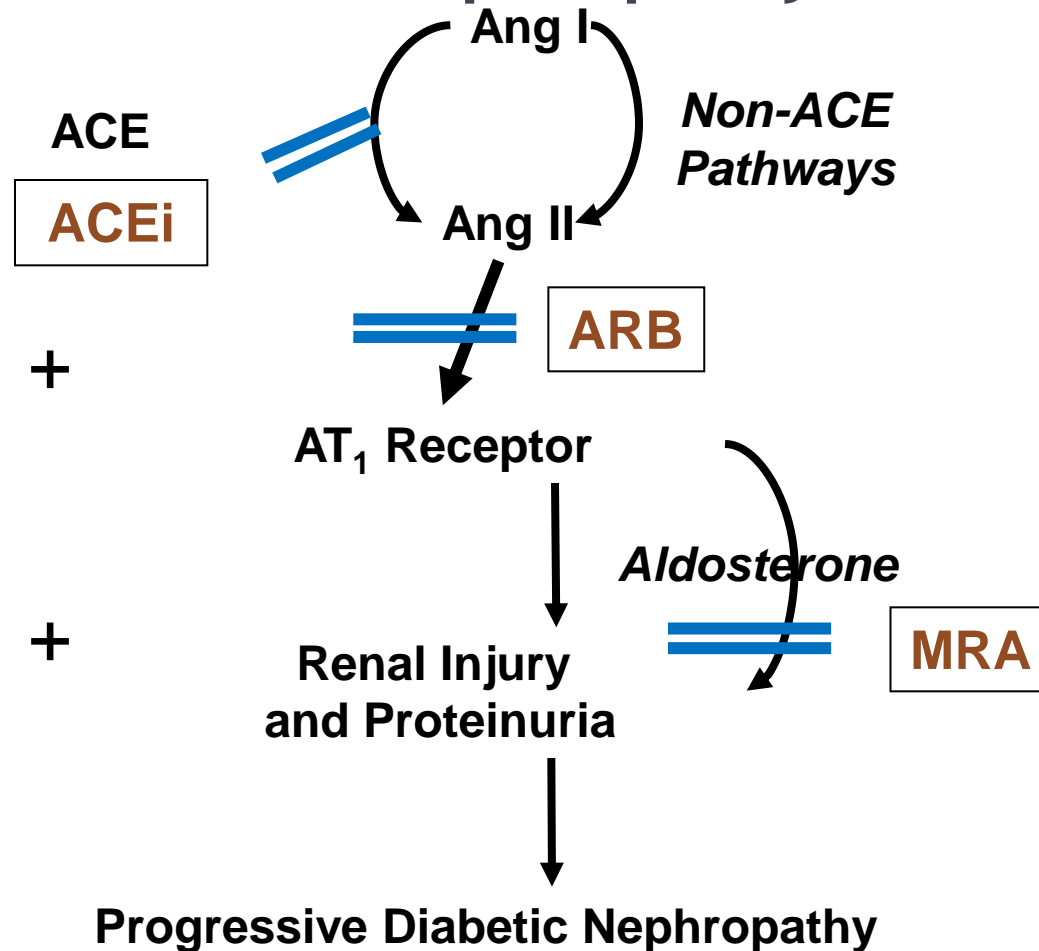 Ang I
Non-ACE
Pathways
ACE
ACEi
Ang II
ARB
+
AT₁ Receptor
Aldosterone
+
MRA
Renal Injury
and Proteinuria
Progressive Diabetic Nephropathy